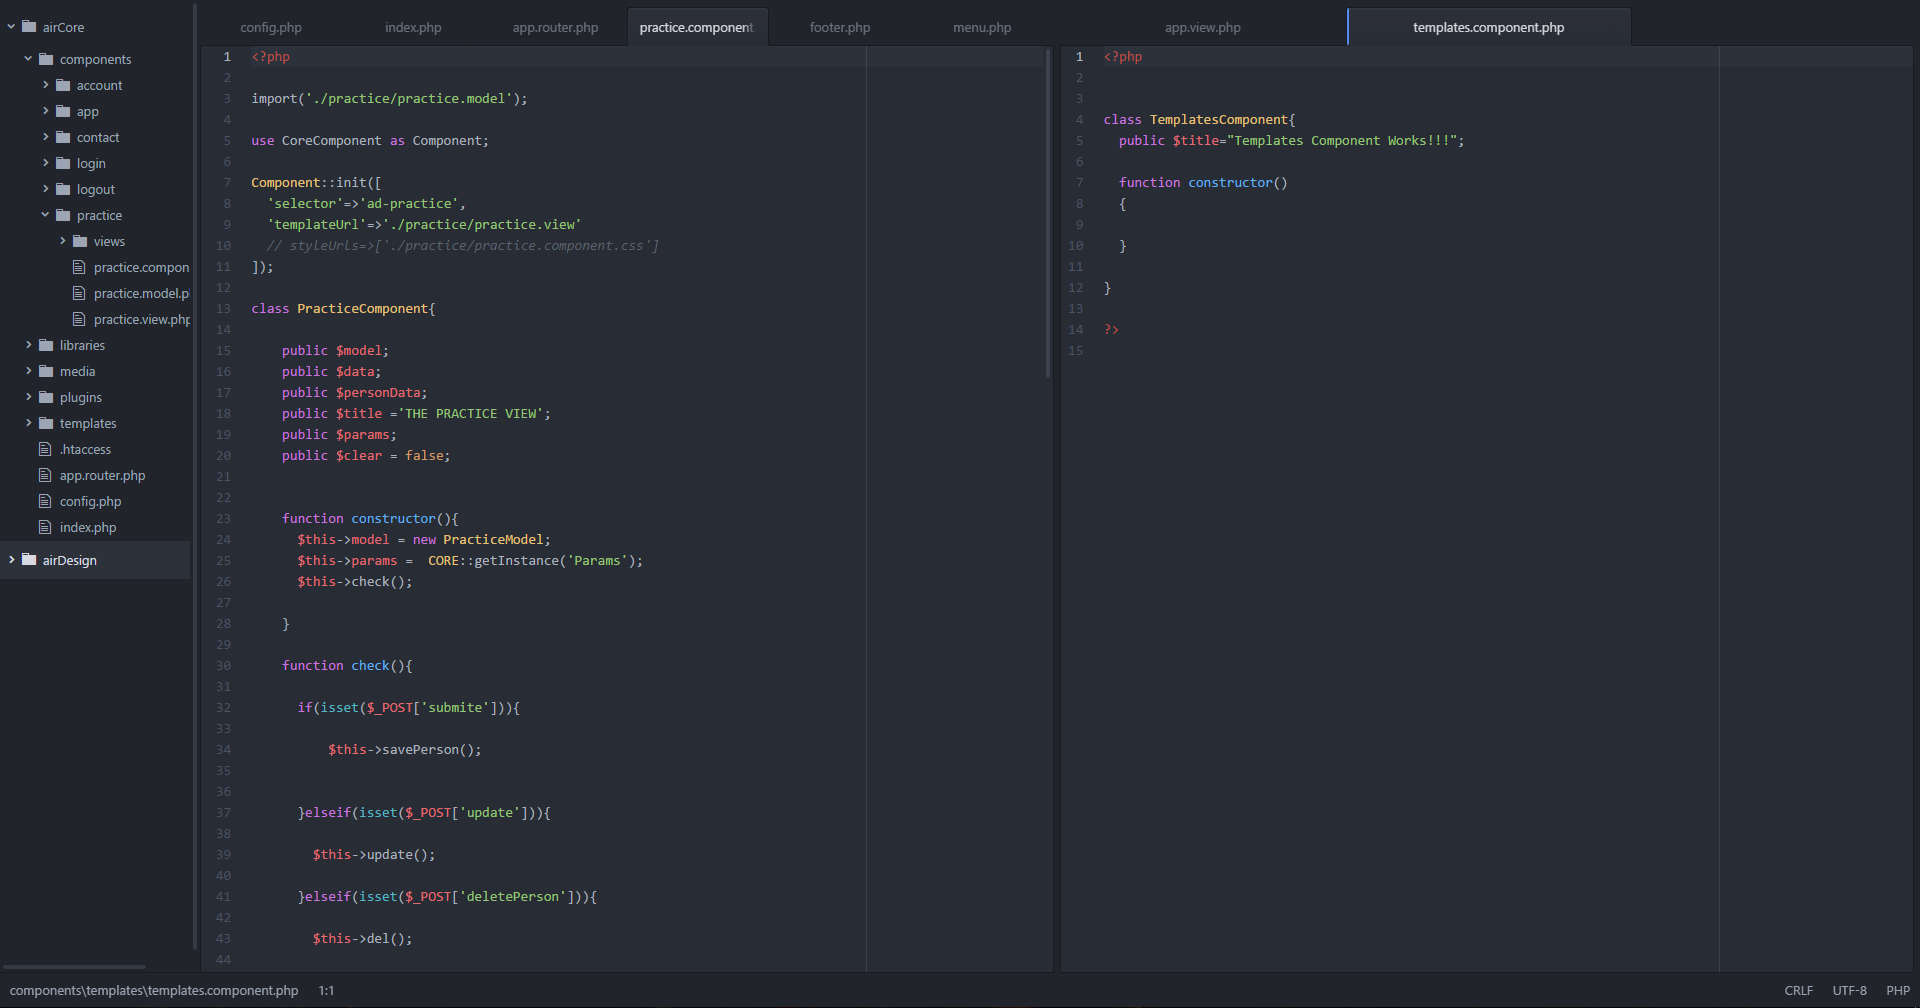 airCore
components
account
app
contact
login
logout
practice
views
practice.compon
practice.model.p
practice.view.php
libraries
media
plugins
templates
.htaccess
app.router.php
config.php
index.php
airDesign
config.php
index.php
app.router.php
practice.component
footer.php
menu.php
1 <?php
2
3 import('./practice/practice.model');
4
5 use CoreComponent as Component;
6
7 Component::init([
8 'selector'=>'ad-practice',
9 'templateUrl'=>'./practice/practice.view'
10 // styleUrls=>['./practice/practice.component.css']
11 ]);
12
13 class PracticeComponent{
14
15 public $model;
16 public $data;
17 public $personData;
18 public $title ='THE PRACTICE VIEW';
19 public $params;
20 public $clear = false;
21
22
23 function constructor(){
24 $this->model = new PracticeModel;
25 $this->params =  CORE::getInstance('Params');
26 $this->check();
27
28 }
29
30 function check(){
31
32 if(isset($_POST['submite'])){
33
34 $this->savePerson();
35
36
37 }elseif(isset($_POST['update'])){
38
39 $this->update();
40
41 }elseif(isset($_POST['deletePerson'])){
42
43 $this->del();
44
app.view.php
templates.component.php
1 <?php
2
3
4 class TemplatesComponent{
5 public $title="Templates Component Works!!!";
6
7 function constructor()
8 {
9
10 }
11
12 }
13
14 ?>
15
components\templates\templates.component.php 1:1
CRLF UTF-8 PHP